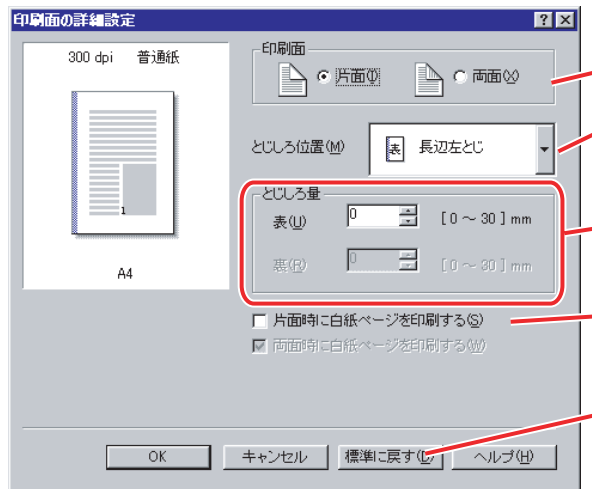 印刷面の詳細設定
300 dpi 普通紙
1
A4
印刷面
片面(I)
両面(X)
とじしろ位置(M)
表 長辺左とじ
とじしろ量
表(U) 0 [0 ~ 30] mm
裏(R) 0 [0 ~ 30] mm
片面時に白紙ページを印刷する(S)
両面時に白紙ページを印刷する(W)
OK キャンセル 標準に戻す(D) ヘルプ(H)